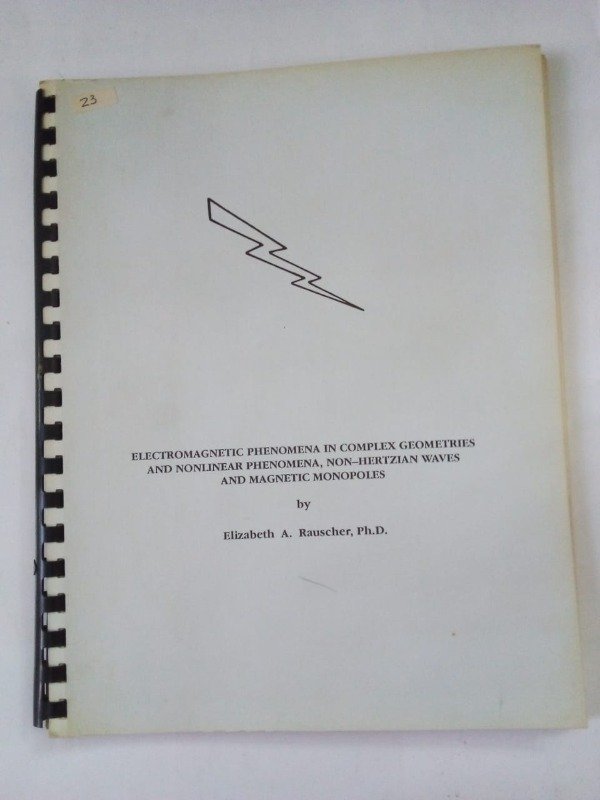 23
ELECTROMAGNETIC PHENOMENA IN COMPLEX GEOMETRIES
AND NONLINEAR PHENOMENA, NON–HERTZIAN WAVES
AND MAGNETIC MONOPOLES
by
Elizabeth A. Rauscher, Ph.D.